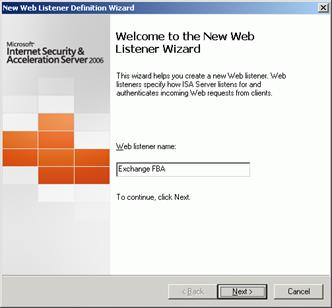 New Web Listener Definition Wizard
Microsoft
Internet Security &
Acceleration Server 2006
Welcome to the New Web
Listener Wizard
This wizard helps you create a new Web listener. Web
listeners specify how ISA Server listens for and
authenticates incoming Web requests from clients.
Web listener name:
Exchange FBA
To continue, click Next.
< Back
Next >
Cancel